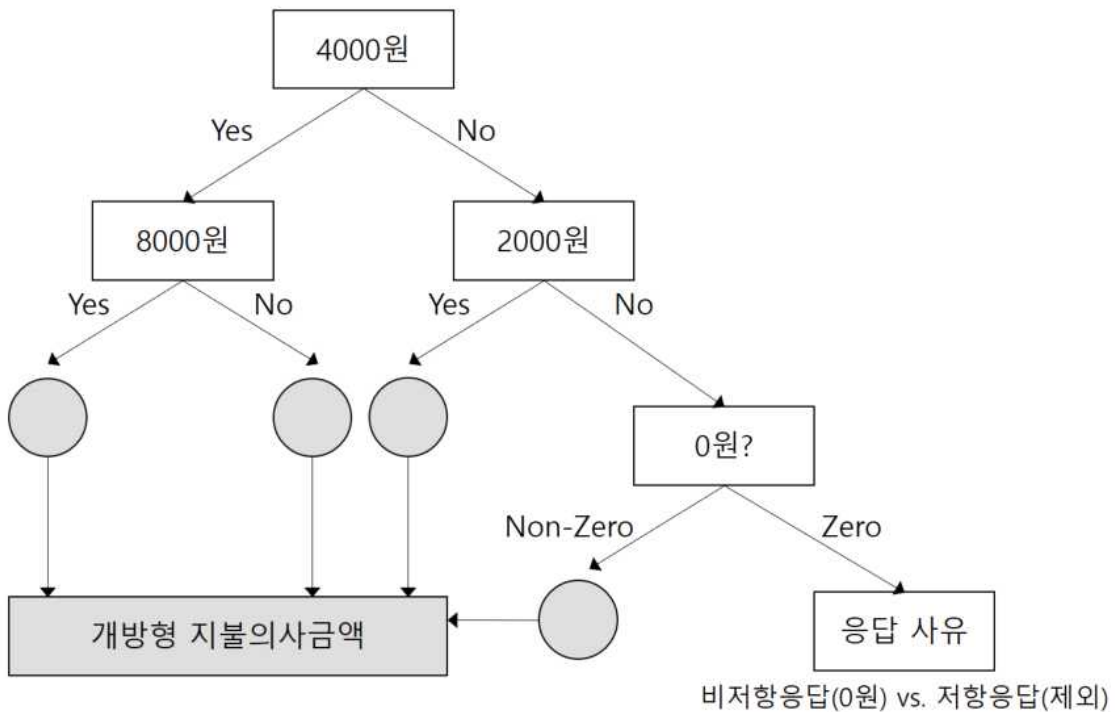 4000원
Yes
No
8000원
2000원
Yes
No
Yes
No
0원?
Non-Zero
Zero
개방형 지불의사금액
응답 사유
비저항응답(0원) vs. 저항응답(제외)